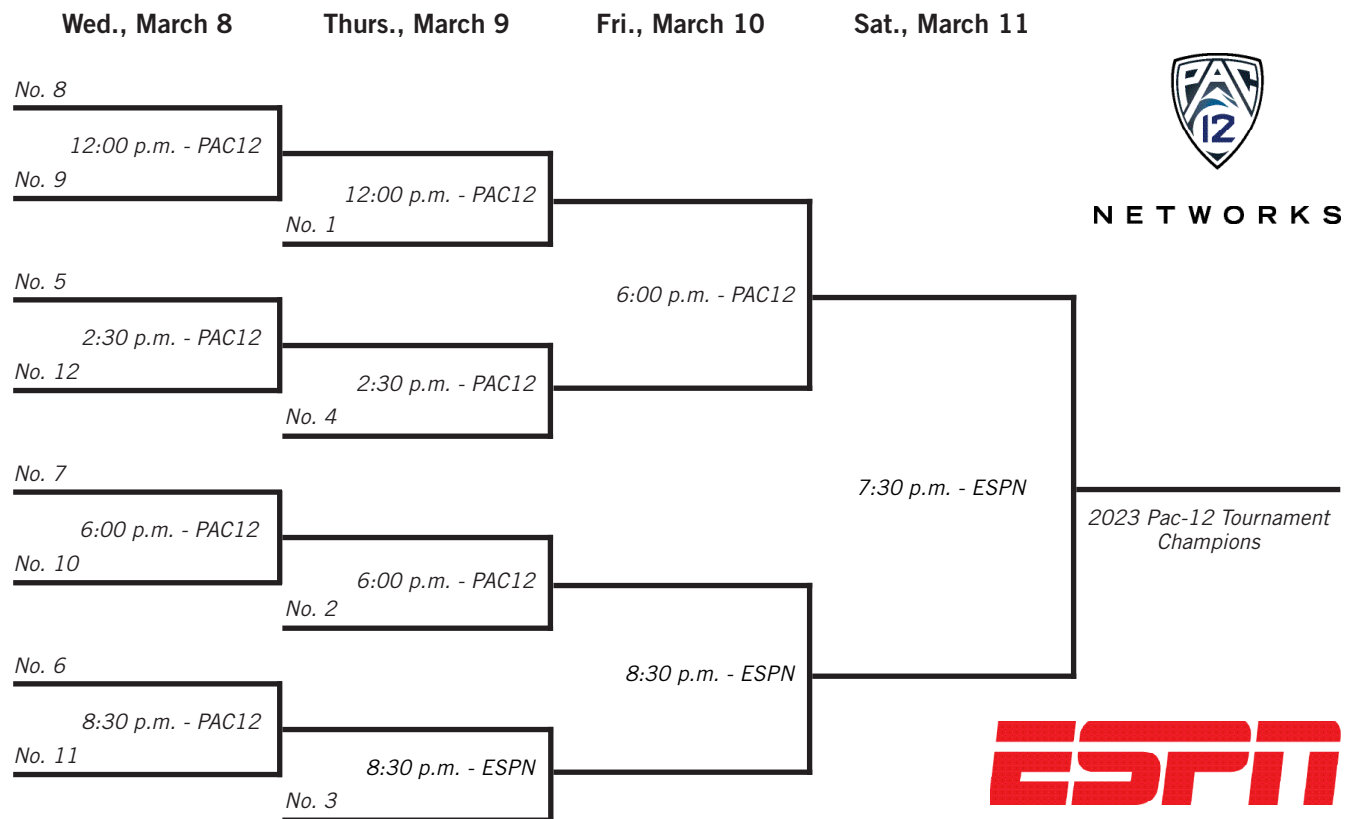 Wed., March 8
Thurs., March 9
Fri., March 10
Sat., March 11
No. 8
12:00 p.m. - PAC12
No. 9
12:00 p.m. - PAC12
No. 1
No. 5
2:30 p.m. - PAC12
No. 12
2:30 p.m. - PAC12
No. 4
6:00 p.m. - PAC12
No. 7
6:00 p.m. - PAC12
No. 10
6:00 p.m. - PAC12
No. 2
No. 6
8:30 p.m. - PAC12
No. 11
8:30 p.m. - ESPN
No. 3
8:30 p.m. - ESPN
7:30 p.m. - ESPN
2023 Pac-12 Tournament
Champions
PAC
12
NETWORKS
ESPN